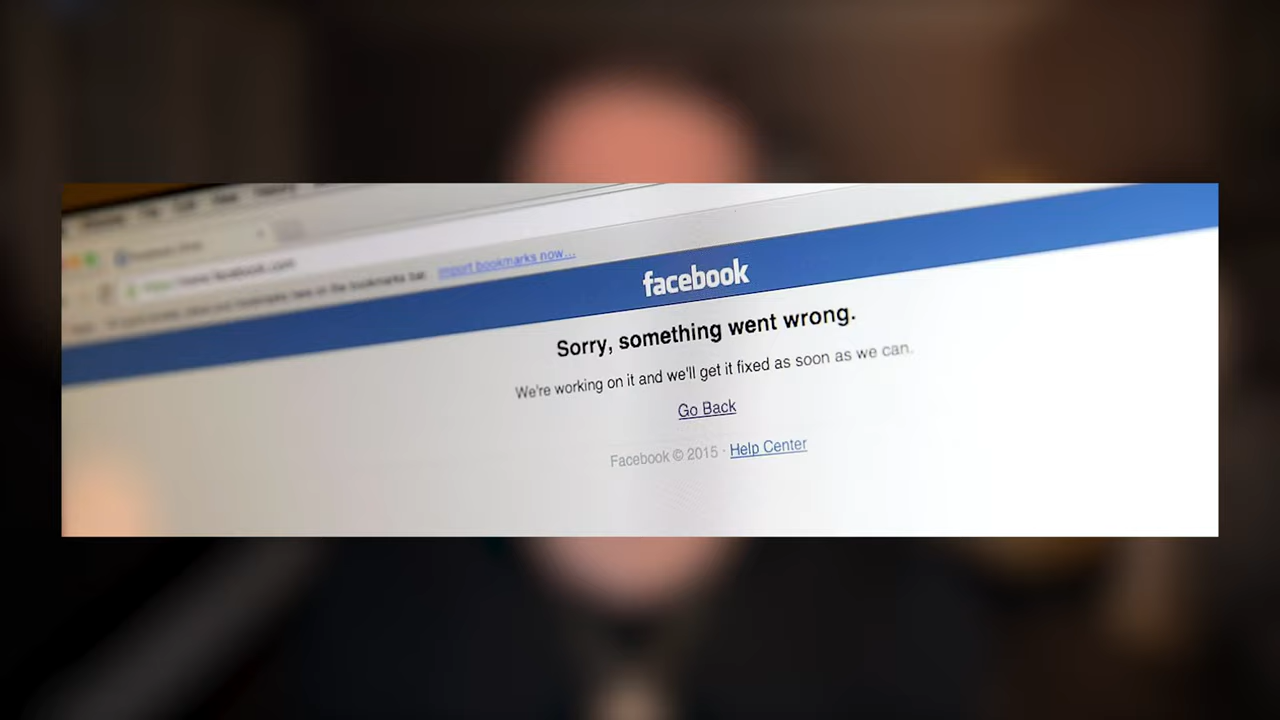 import bookmarks now...
facebook
Sorry, something went wrong.
We're working on it and we'll get it fixed as soon as we can.
Go Back
Facebook © 2015 · Help Center